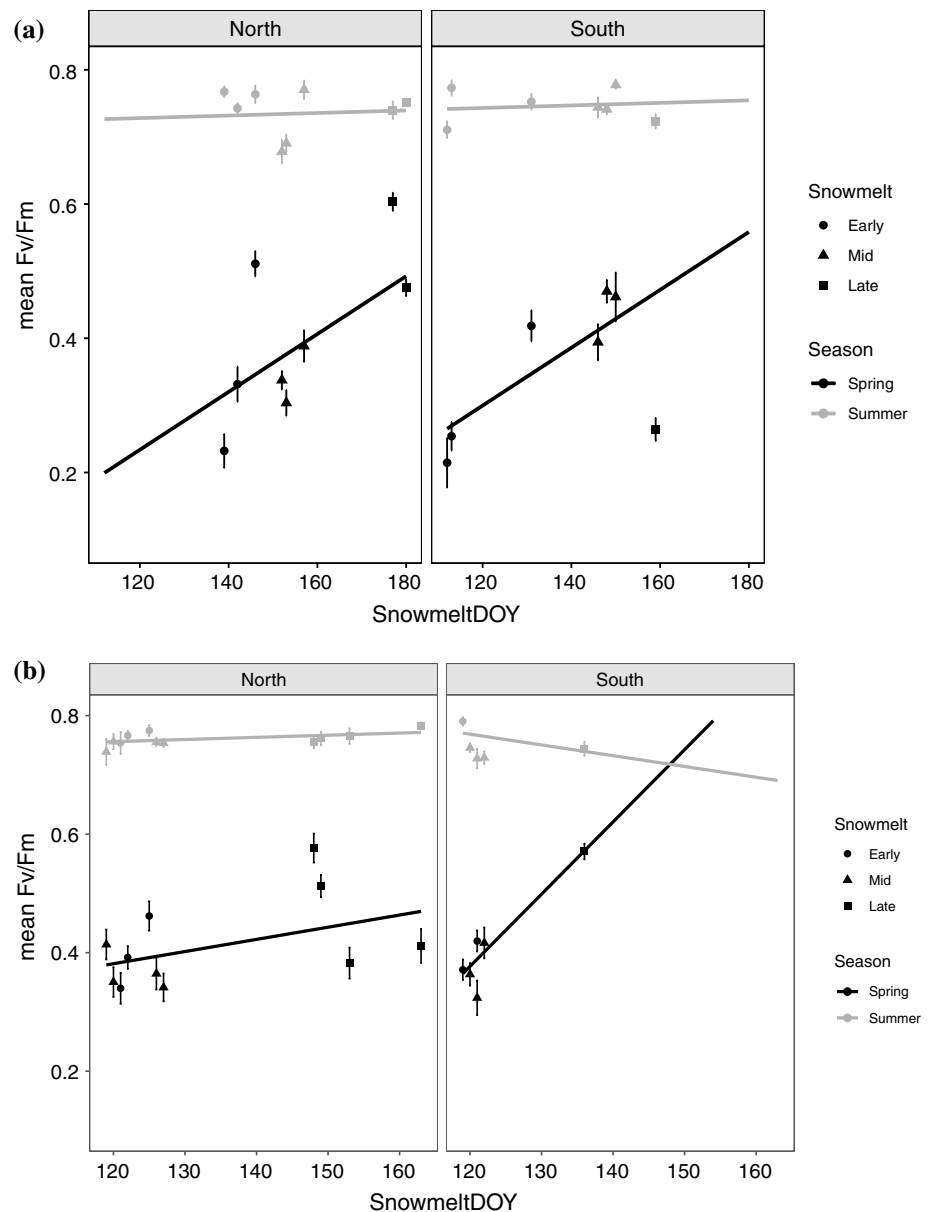 (a)
North South
0.8
0.6
0.4
0.2
mean Fv/Fm
120 140 160 180 120 140 160 180
SnowmeltDOY
Snowmelt
Early
Mid
Late
Season
Spring
Summer
(b)
North South
0.8
0.6
0.4
0.2
mean Fv/Fm
120 130 140 150 160 120 130 140 150 160
SnowmeltDOY
Snowmelt
Early
Mid
Late
Season
Spring
Summer